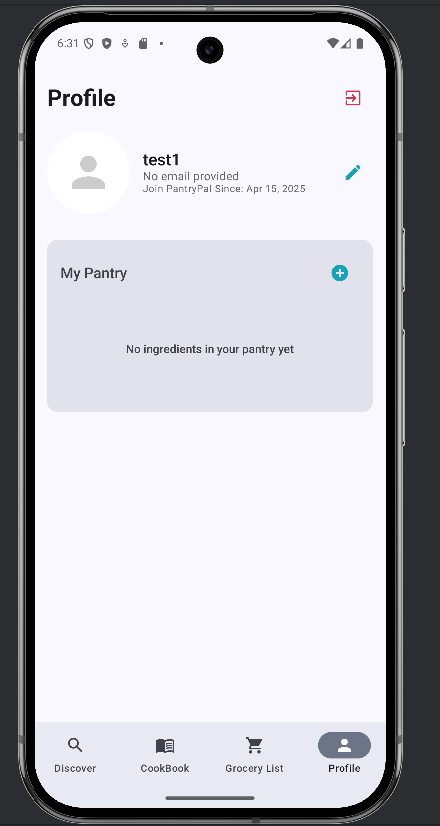 6:31
Profile
test1
No email provided
Join PantryPal Since: Apr 15, 2025
My Pantry
No ingredients in your pantry yet
Discover CookBook Grocery List Profile